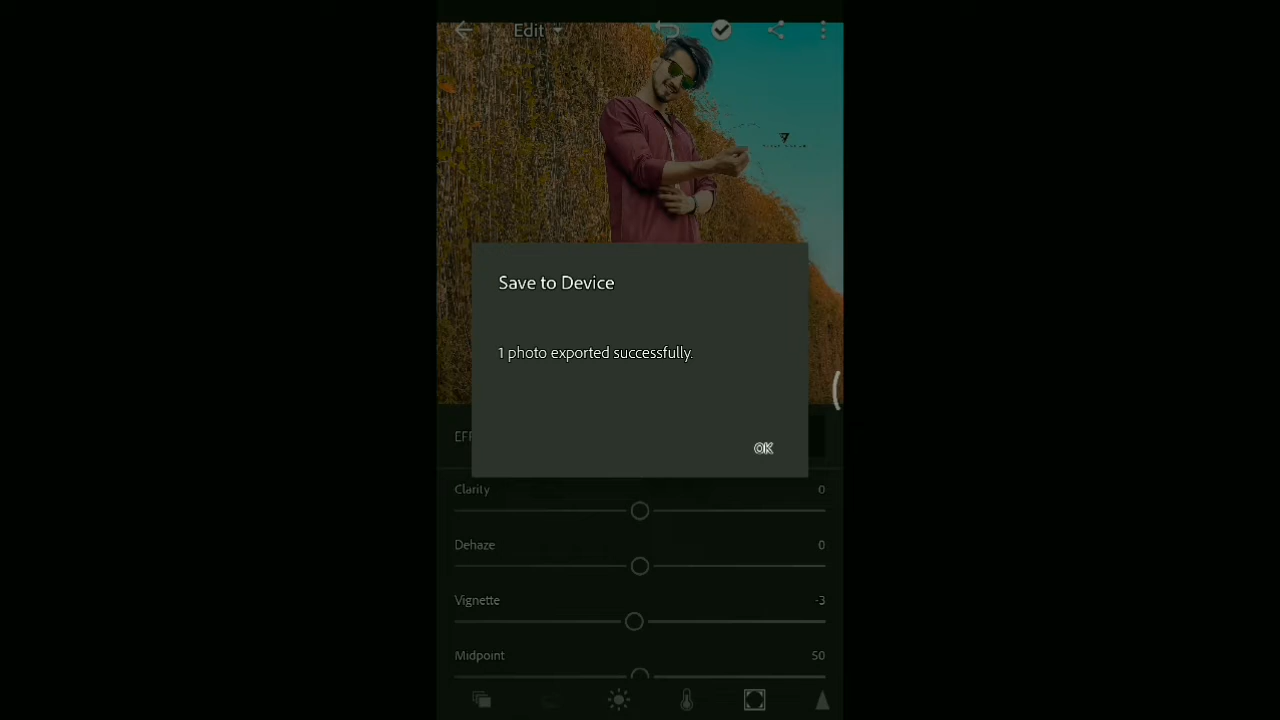 Edit
Save to Device
1 photo exported successfully.
OK
Clarity 0
Dehaze 0
Vignette -3
Midpoint 50